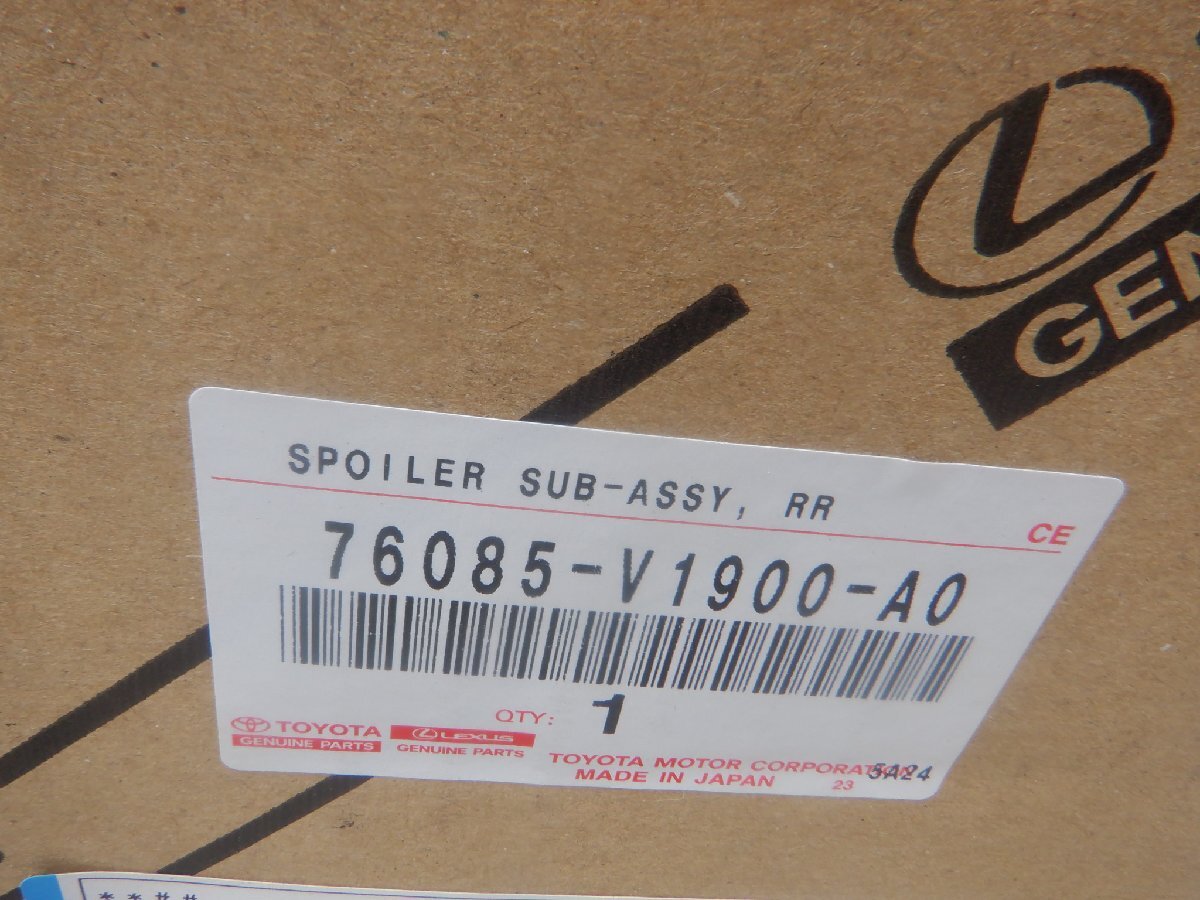 GEN
SPOILER SUB-ASSY, RR
CE
76085-V1900-A0
QTY: 1
TOYOTA
GENUINE PARTS
LEXUS
GENUINE PARTS
TOYOTA MOTOR CORPORATION
MADE IN JAPAN
23
5A24
**##